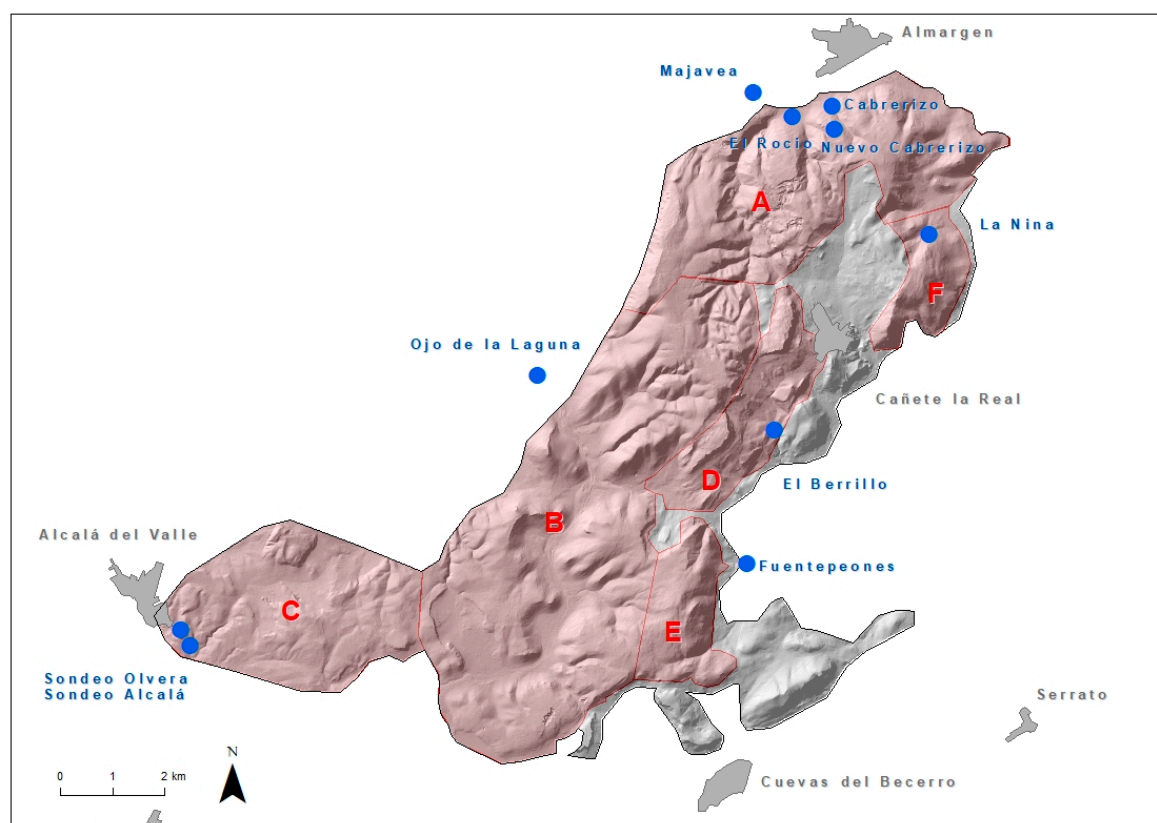 Almargen
Majavea
Cabrerizo
El Rocio
Nuevo Cabrerizo
A
La Nina
F
Ojo de la Laguna
Cañete la Real
D
El Berrillo
B
Alcalá del Valle
Fuentepeones
C
E
Sondeo Olvera
Sondeo Alcalá
Serrato
N
0 1 2 km
Cuevas del Becerro